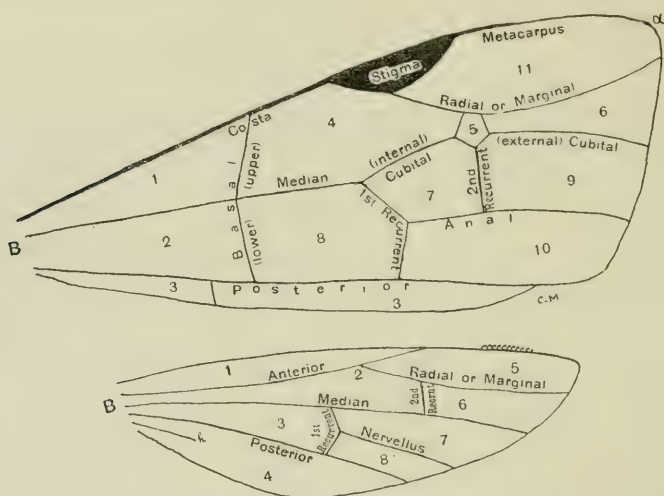 α
Metacarpus
Stigma
11
Costa
4
Radial or Marginal
5
6
1
Basal
(upper)
(internal)
Cubital
(external) Cubital
Median
7
2nd
Recurrent
9
B
2
(lower)
8
1st Recurrent
Anal
10
3
Posterior
3
C.M
1
Anterior
2
5
Radial or Marginal
B
Median
2nd
Recrnt
6
3
1st
Recurrent
7
h
Nervellus
Posterior
8
4